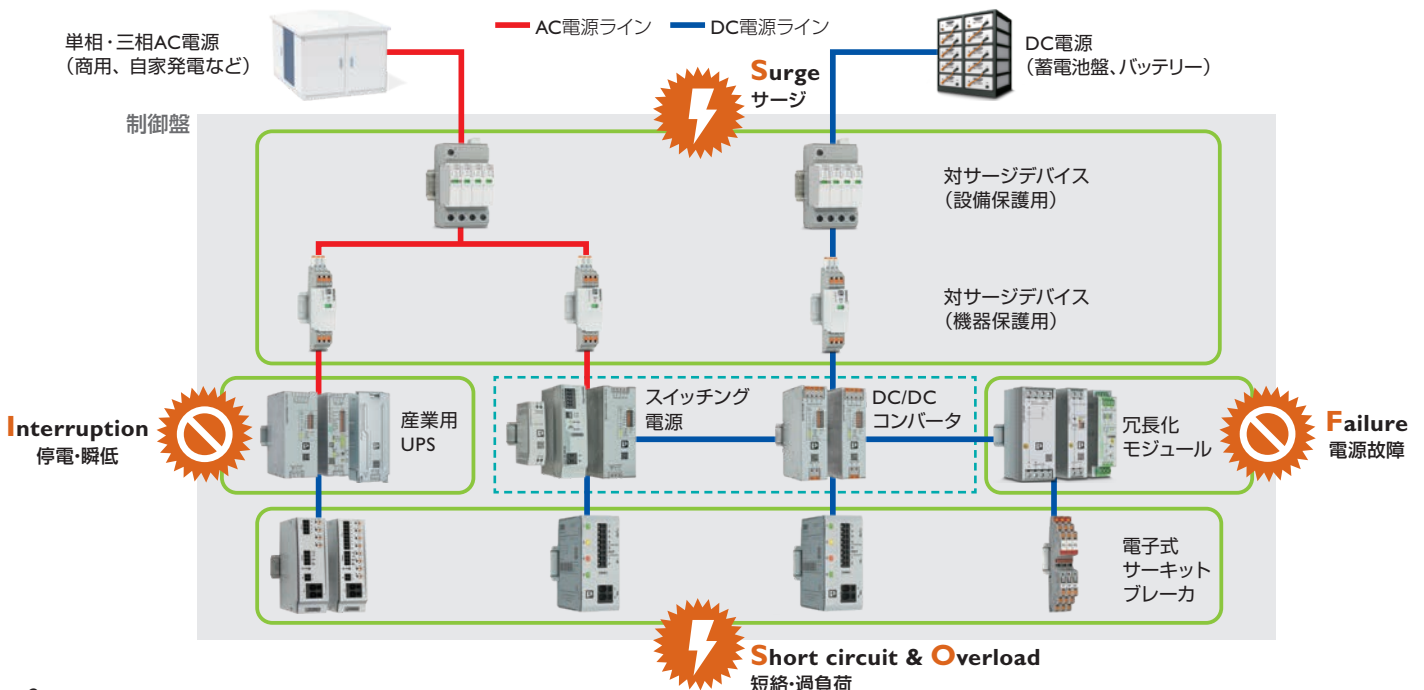 AC電源ライン
DC電源ライン
単相・三相AC電源
（商用、自家発電など）
DC電源
（蓄電池盤、バッテリー）
Surge
サージ
制御盤
対サージデバイス
（設備保護用）
対サージデバイス
（機器保護用）
Interruption
停電・瞬低
産業用
UPS
スイッチング
電源
DC/DC
コンバータ
冗長化
モジュール
Failure
電源故障
電子式
サーキット
ブレーカ
Short circuit & Overload
短絡・過負荷